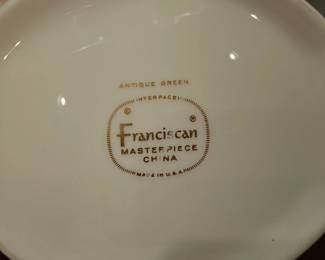 ANTIQUE GREEN
INTERPACE
®
©
Franciscan
MASTERPIECE
CHINA
MADE IN U.S.A.